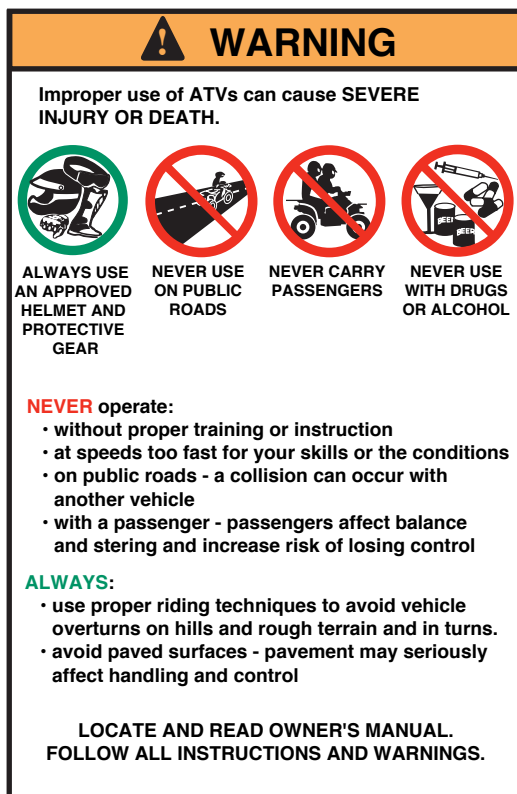 WARNING
Improper use of ATVs can cause SEVERE
INJURY OR DEATH.
BEER
BEER
ALWAYS USE
AN APPROVED
HELMET AND
PROTECTIVE
GEAR
NEVER USE
ON PUBLIC
ROADS
NEVER CARRY
PASSENGERS
NEVER USE
WITH DRUGS
OR ALCOHOL
NEVER operate:
• without proper training or instruction
• at speeds too fast for your skills or the conditions
• on public roads - a collision can occur with
another vehicle
• with a passenger - passengers affect balance
and stering and increase risk of losing control
ALWAYS:
• use proper riding techniques to avoid vehicle
overturns on hills and rough terrain and in turns.
• avoid paved surfaces - pavement may seriously
affect handling and control
LOCATE AND READ OWNER'S MANUAL.
FOLLOW ALL INSTRUCTIONS AND WARNINGS.